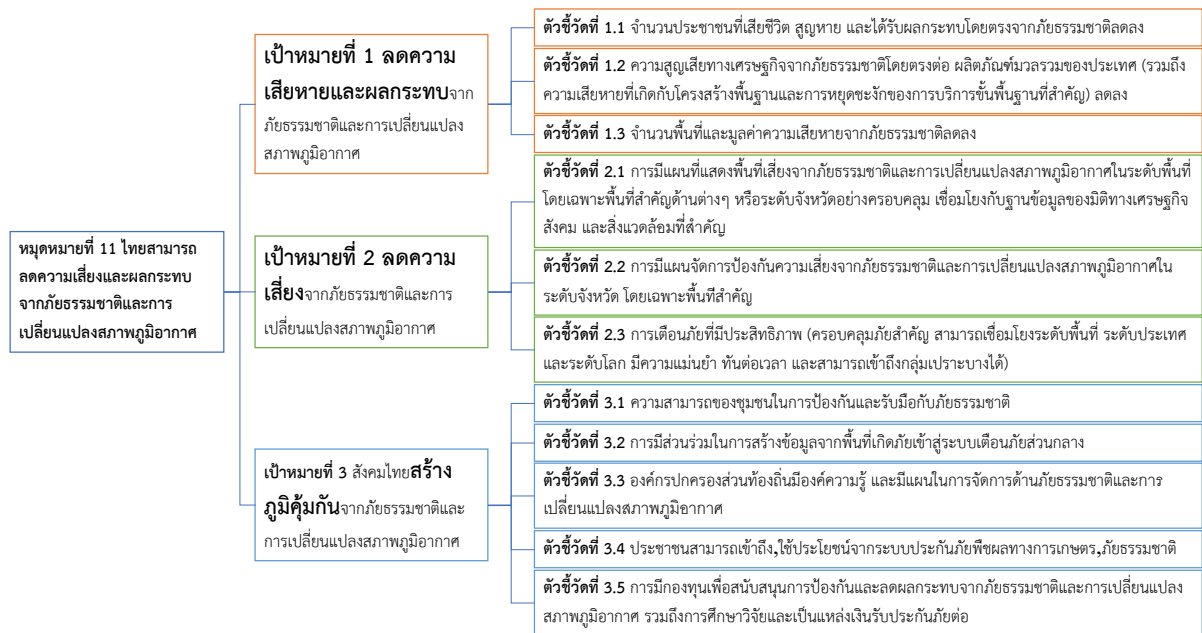 หมุดหมายที่ 11 ไทยสามารถ
ลดความเสี่ยงและผลกระทบ
จากภัยธรรมชาติและการ
เปลี่ยนแปลงสภาพภูมิอากาศ
เป้าหมายที่ 1 ลดความ
เสียหายและผลกระทบจาก
ภัยธรรมชาติและการเปลี่ยนแปลง
สภาพภูมิอากาศ
ตัวชี้วัดที่ 1.1 จำนวนประชาชนที่เสียชีวิต สูญหาย และได้รับผลกระทบโดยตรงจากภัยธรรมชาติลดลง
ตัวชี้วัดที่ 1.2 ความสูญเสียทางเศรษฐกิจจากภัยธรรมชาติโดยตรงต่อ ผลิตภัณฑ์มวลรวมของประเทศ (รวมถึง
ความเสียหายที่เกิดกับโครงสร้างพื้นฐานและการหยุดชะงักของการบริการขั้นพื้นฐานที่สำคัญ) ลดลง
ตัวชี้วัดที่ 1.3 จำนวนพื้นที่และมูลค่าความเสียหายจากภัยธรรมชาติลดลง
เป้าหมายที่ 2 ลดความ
เสี่ยงจากภัยธรรมชาติและการ
เปลี่ยนแปลงสภาพภูมิอากาศ
ตัวชี้วัดที่ 2.1 การมีแผนที่แสดงพื้นที่เสี่ยงจากภัยธรรมชาติและการเปลี่ยนแปลงสภาพภูมิอากาศในระดับพื้นที่
โดยเฉพาะพื้นที่สำคัญด้านต่างๆ หรือระดับจังหวัดอย่างครอบคลุม เชื่อมโยงกับฐานข้อมูลของมิติทางเศรษฐกิจ
สังคม และสิ่งแวดล้อมที่สำคัญ
ตัวชี้วัดที่ 2.2 การมีแผนจัดการป้องกันความเสี่ยงจากภัยธรรมชาติและการเปลี่ยนแปลงสภาพภูมิอากาศใน
ระดับจังหวัด โดยเฉพาะพื้นที่สำคัญ
ตัวชี้วัดที่ 2.3 การเตือนภัยที่มีประสิทธิภาพ (ครอบคลุมภัยสำคัญ สามารถเชื่อมโยงระดับพื้นที่ ระดับประเทศ
และระดับโลก มีความแม่นยำ ทันต่อเวลา และสามารถเข้าถึงกลุ่มเปราะบางได้)
เป้าหมายที่ 3 สังคมไทยสร้าง
ภูมิคุ้มกันจากภัยธรรมชาติและ
การเปลี่ยนแปลงสภาพภูมิอากาศ
ตัวชี้วัดที่ 3.1 ความสามารถของชุมชนในการป้องกันและรับมือกับภัยธรรมชาติ
ตัวชี้วัดที่ 3.2 การมีส่วนร่วมในการสร้างข้อมูลจากพื้นที่เกิดภัยเข้าสู่ระบบเตือนภัยส่วนกลาง
ตัวชี้วัดที่ 3.3 องค์กรปกครองส่วนท้องถิ่นมีองค์ความรู้ และมีแผนในการจัดการด้านภัยธรรมชาติและการ
เปลี่ยนแปลงสภาพภูมิอากาศ
ตัวชี้วัดที่ 3.4 ประชาชนสามารถเข้าถึง,ใช้ประโยชน์จากระบบประกันภัยพืชผลทางการเกษตร,ภัยธรรมชาติ
ตัวชี้วัดที่ 3.5 การมีกองทุนเพื่อสนับสนุนการป้องกันและลดผลกระทบจากภัยธรรมชาติและการเปลี่ยนแปลง
สภาพภูมิอากาศ รวมถึงการศึกษาวิจัยและเป็นแหล่งเงินรับประกันภัยต่อ